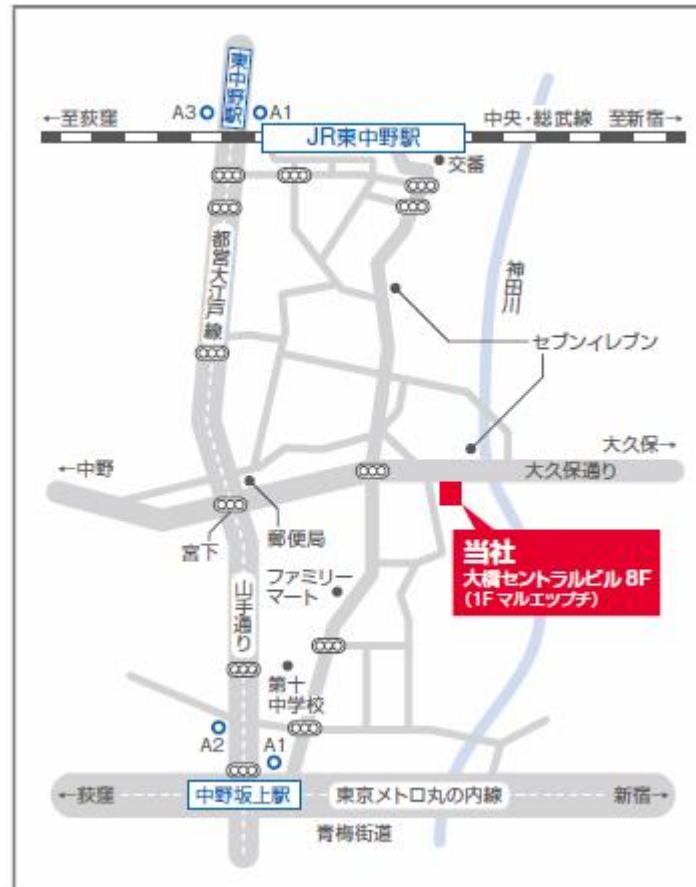 東中野駅
A3
A1
←至荻窪
JR東中野駅
中央・総武線
至新宿→
交番
都営大江戸線
神田川
セブンイレブン
大久保→
←中野
大久保通り
宮下
郵便局
当社
大橋セントラルビル 8F
(1F マルエツプチ)
ファミリー
マート
山手通り
第十
中学校
A2
A1
←荻窪
中野坂上駅
東京メトロ丸の内線
新宿→
青梅街道